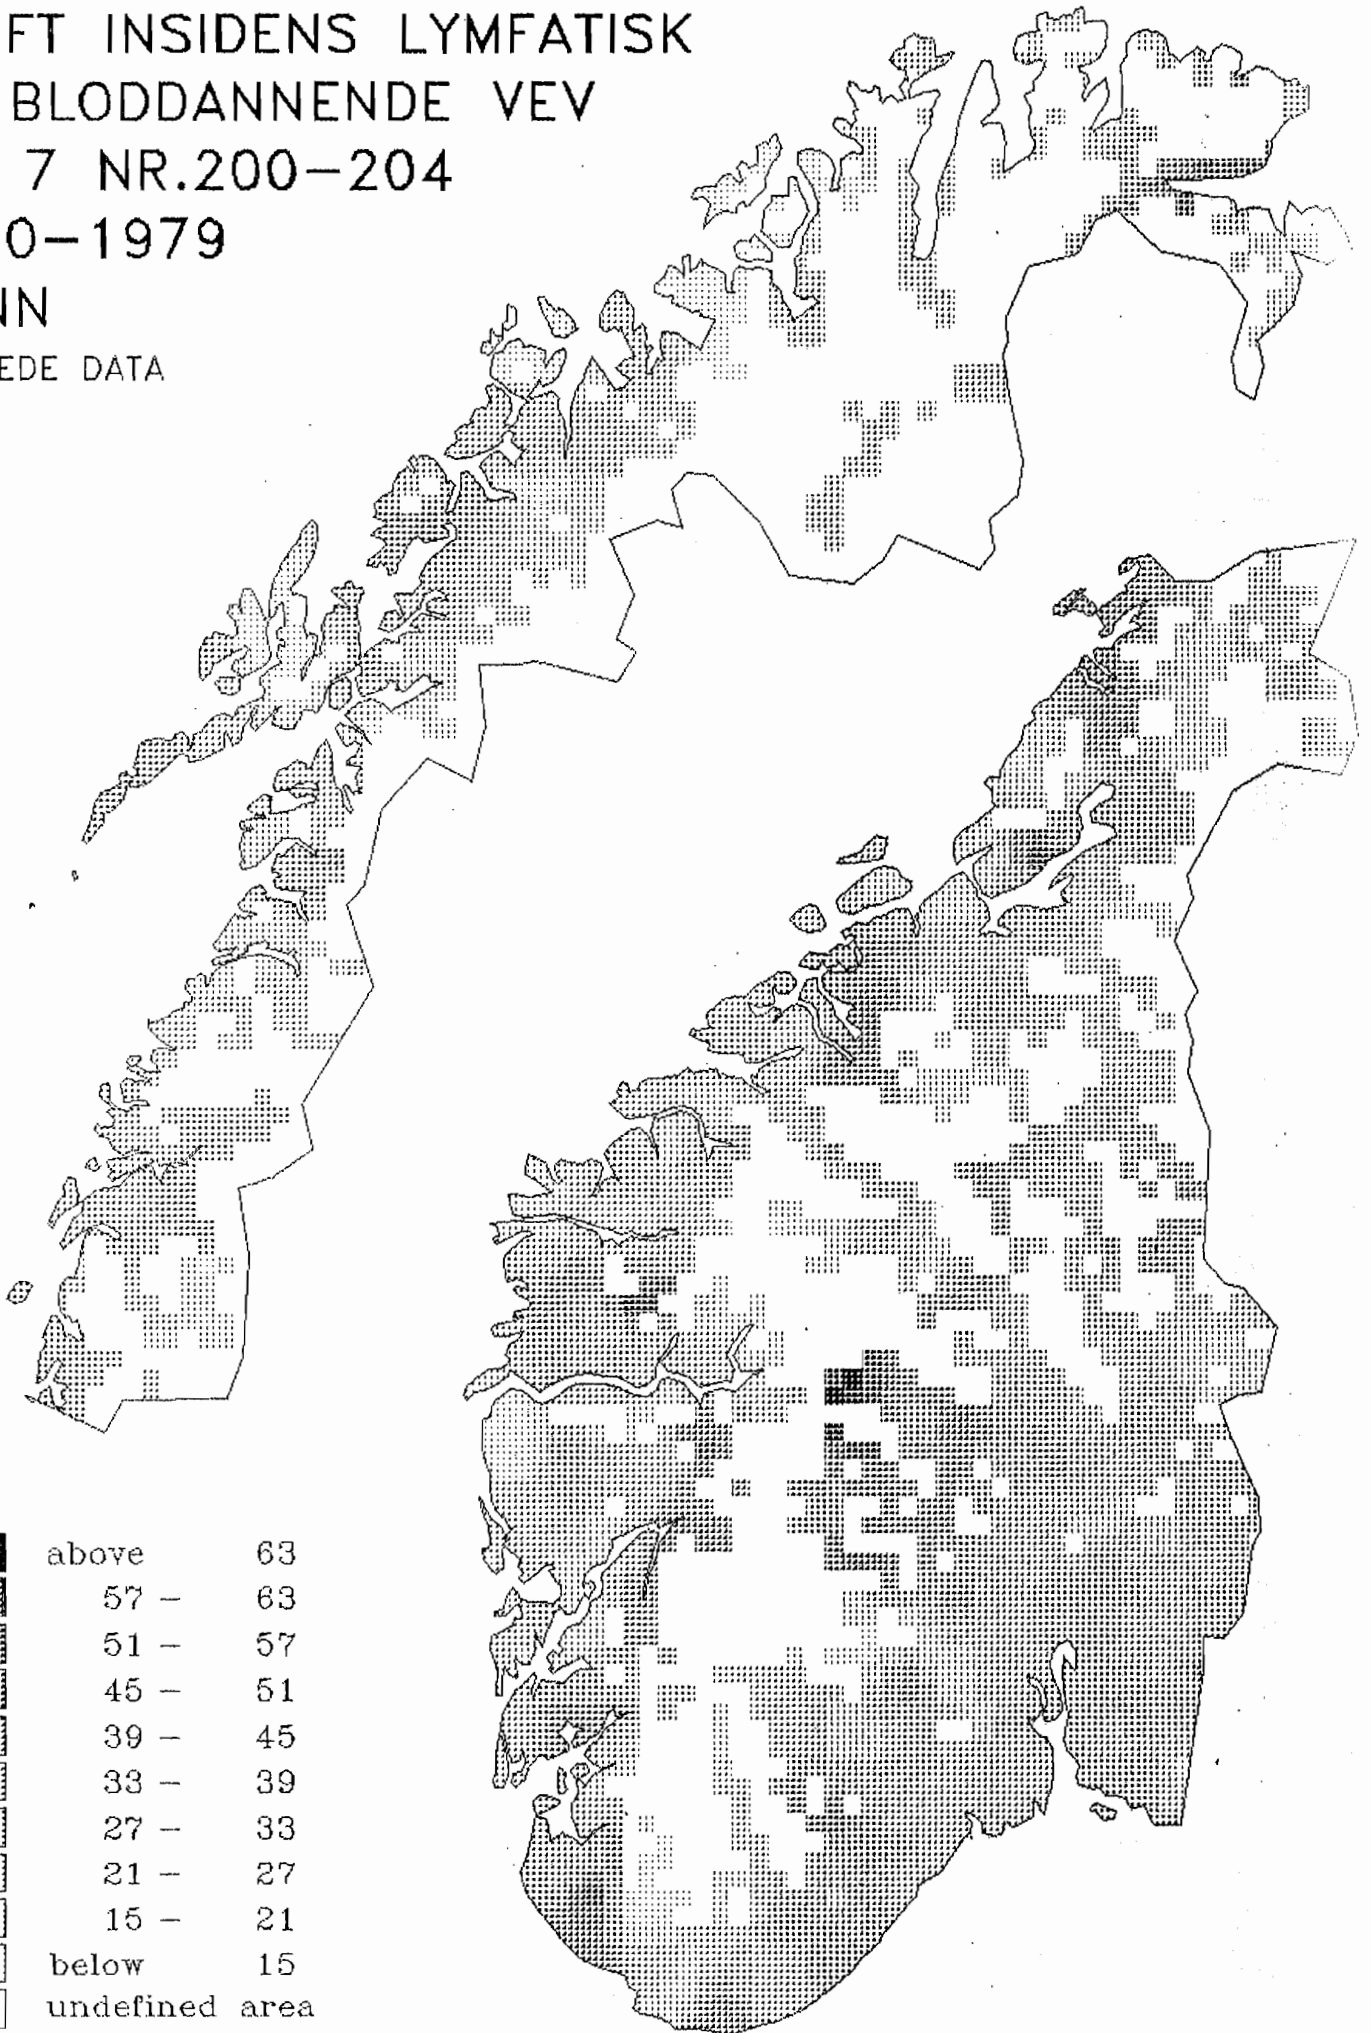 FT INSIDENS LYMFATISK
BLODDANNENDE VEV
7 NR.200-204
0-1979
NN
EDE DATA
above 63
57 - 63
51 - 57
45 - 51
39 - 45
33 - 39
27 - 33
21 - 27
15 - 21
below 15
undefined area